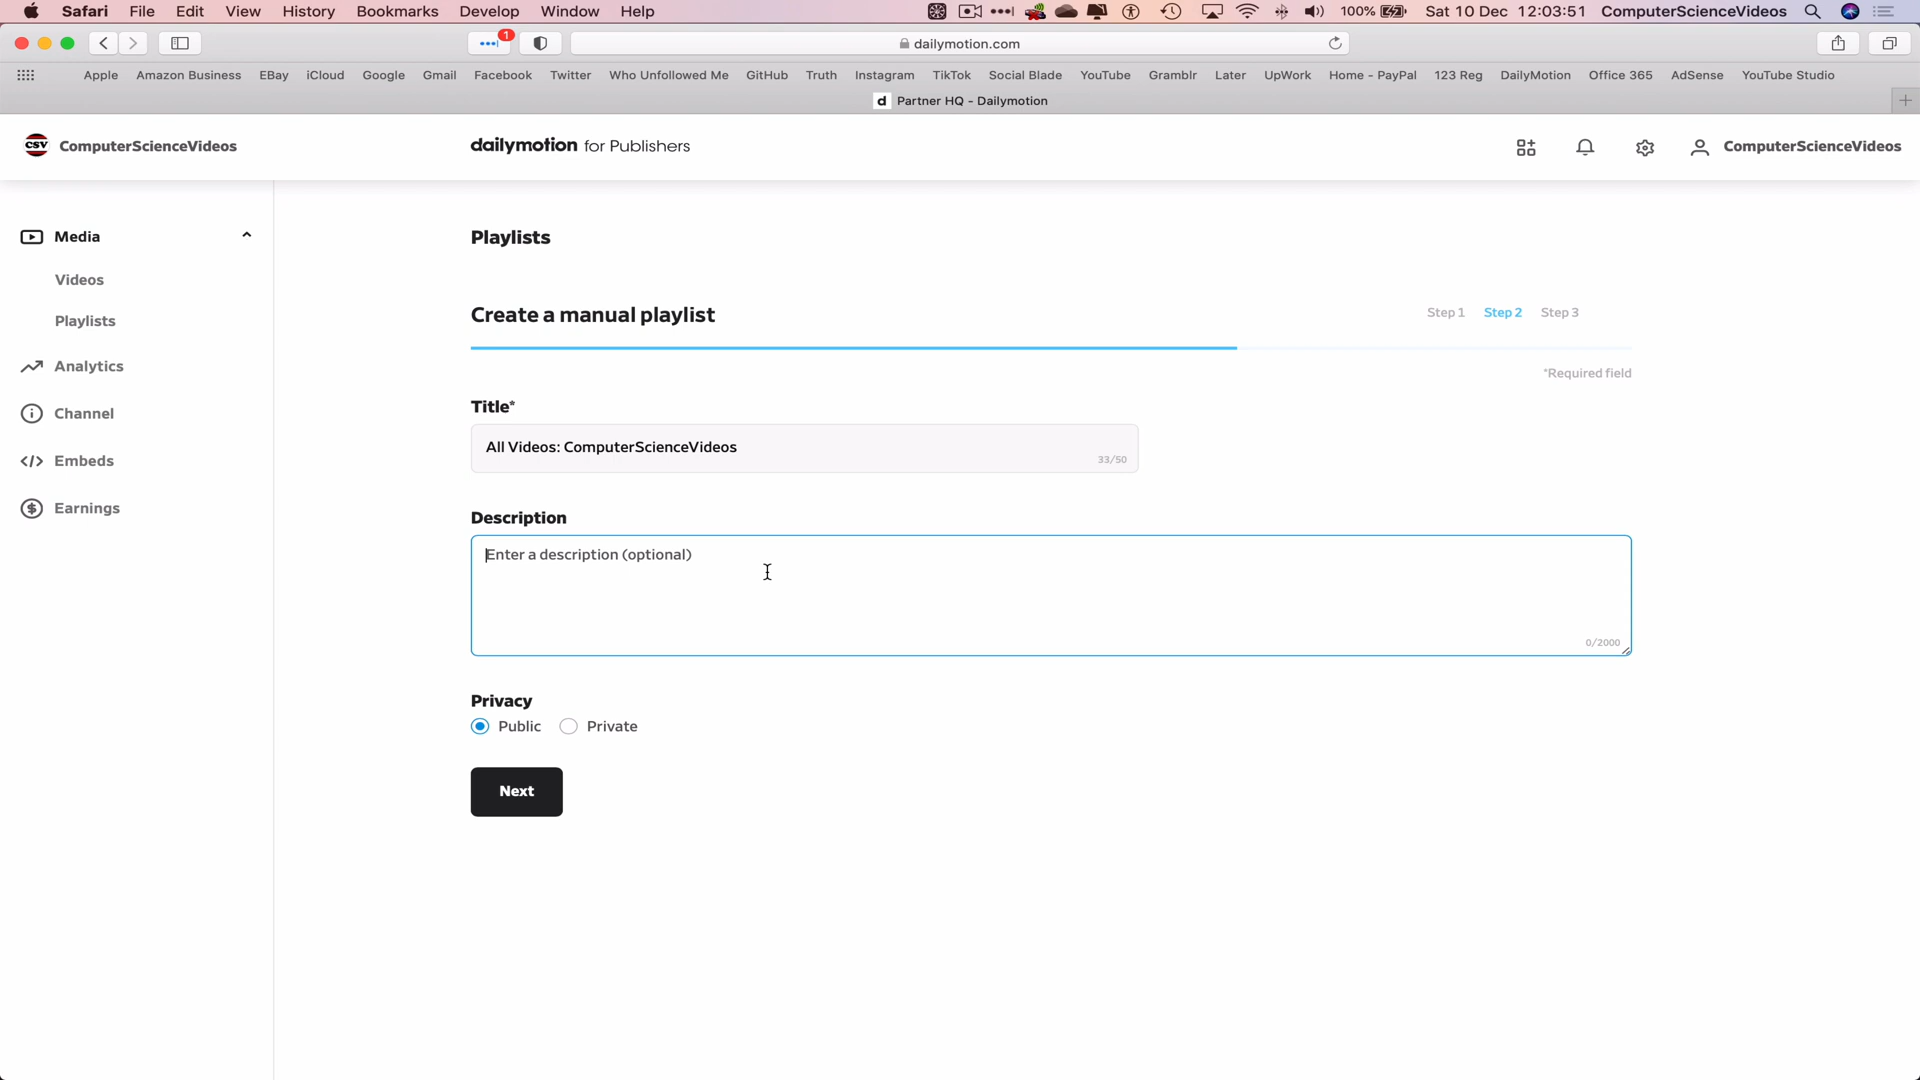 Safari File Edit View History Bookmarks Develop Window Help 100% Sat 10 Dec 12:03:51 ComputerScienceVideos
1 dailymotion.com
Apple Amazon Business EBay iCloud Google Gmail Facebook Twitter Who Unfollowed Me GitHub Truth Instagram TikTok Social Blade YouTube Gramblr Later UpWork Home - PayPal 123 Reg DailyMotion Office 365 AdSense YouTube Studio
d Partner HQ - Dailymotion
CSV ComputerScienceVideos dailymotion for Publishers ComputerScienceVideos
Media
Videos
Playlists
Analytics
Channel
Embeds
Earnings
Playlists
Create a manual playlist Step 1 Step 2 Step 3
*Required field
Title*
All Videos: ComputerScienceVideos
33/50
Description
Enter a description (optional)
0/2000
Privacy
Public Private
Next